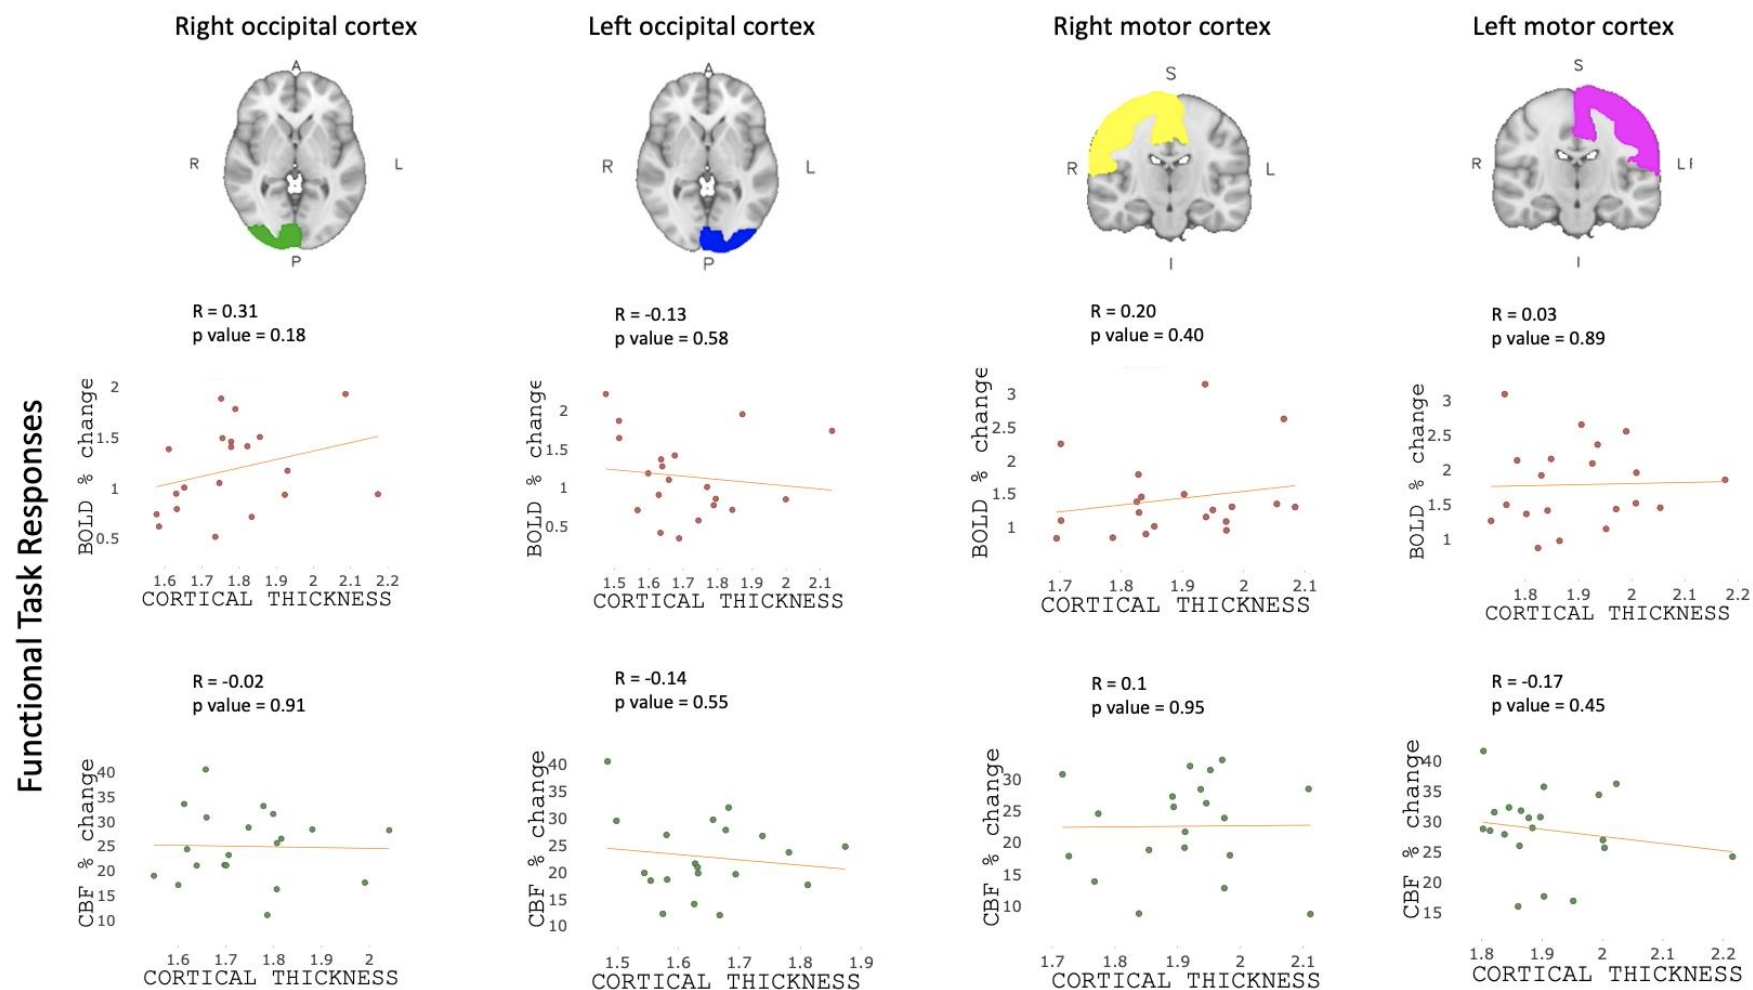 Right occipital cortex
Left occipital cortex
Right motor cortex
Left motor cortex
A
R
L
P
A
R
L
P
S
R
L
I
S
R
L I
I
Functional Task Responses
R = 0.31
p value = 0.18
BOLD % change
2
1.5
1
0.5
1.6 1.7 1.8 1.9 2 2.1 2.2
CORTICAL THICKNESS
R = -0.13
p value = 0.58
BOLD % change
2
1.5
1
0.5
1.5 1.6 1.7 1.8 1.9 2 2.1
CORTICAL THICKNESS
R = 0.20
p value = 0.40
BOLD % change
3
2.5
2
1.5
1
1.7 1.8 1.9 2 2.1
CORTICAL THICKNESS
R = 0.03
p value = 0.89
BOLD % change
3
2.5
2
1.5
1
1.8 1.9 2 2.1 2.2
CORTICAL THICKNESS
R = -0.02
p value = 0.91
CBF % change
40
35
30
25
20
15
10
1.6 1.7 1.8 1.9 2
CORTICAL THICKNESS
R = -0.14
p value = 0.55
CBF % change
40
35
30
25
20
15
10
1.5 1.6 1.7 1.8 1.9
CORTICAL THICKNESS
R = 0.1
p value = 0.95
CBF % change
30
25
20
15
10
1.7 1.8 1.9 2 2.1
CORTICAL THICKNESS
R = -0.17
p value = 0.45
CBF % change
40
35
30
25
20
15
1.8 1.9 2 2.1 2.2
CORTICAL THICKNESS